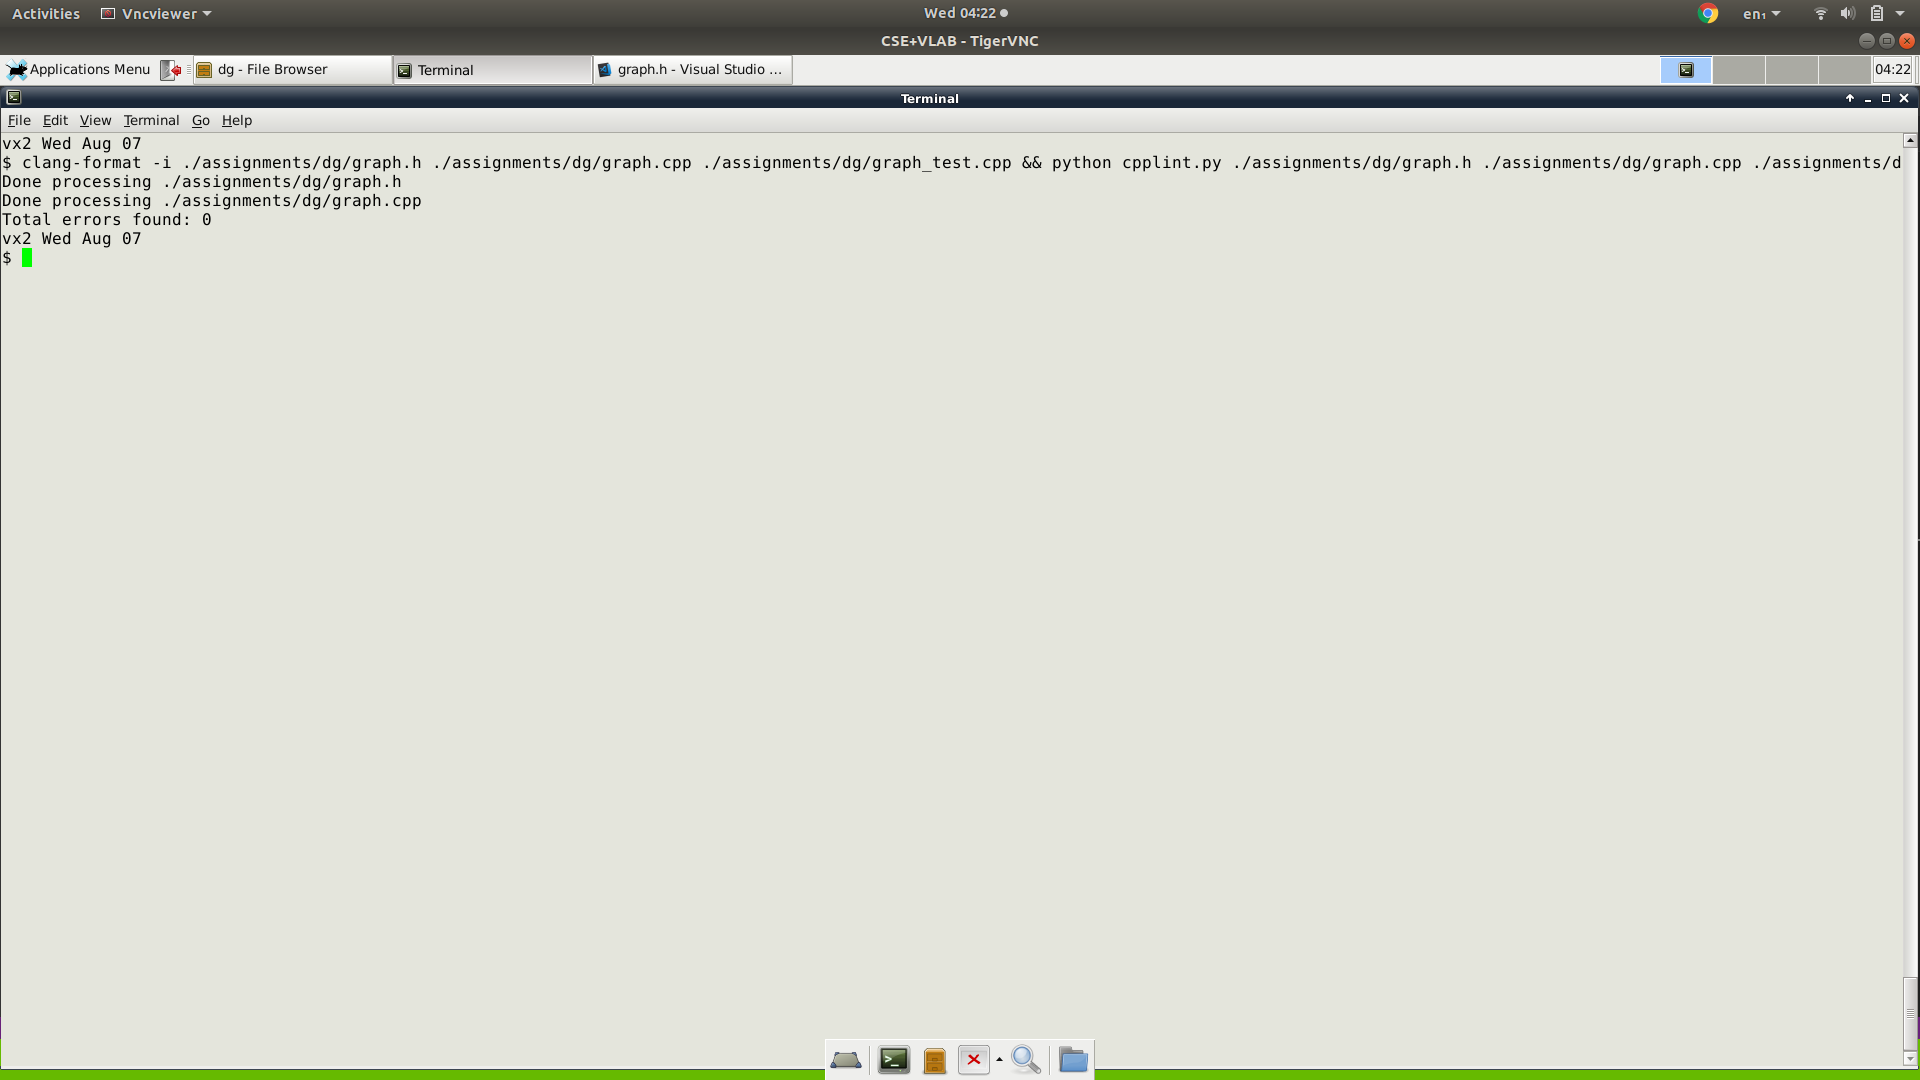 Activities Vncviewer Wed 04:22 en₁
CSE+VLAB - TigerVNC
Applications Menu dg - File Browser Terminal graph.h - Visual Studio ... 04:22
Terminal
File Edit View Terminal Go Help
vx2 Wed Aug 07
$ clang-format -i ./assignments/dg/graph.h ./assignments/dg/graph.cpp ./assignments/dg/graph_test.cpp && python cpplint.py ./assignments/dg/graph.h ./assignments/dg/graph.cpp ./assignments/d
Done processing ./assignments/dg/graph.h
Done processing ./assignments/dg/graph.cpp
Total errors found: 0
vx2 Wed Aug 07
$